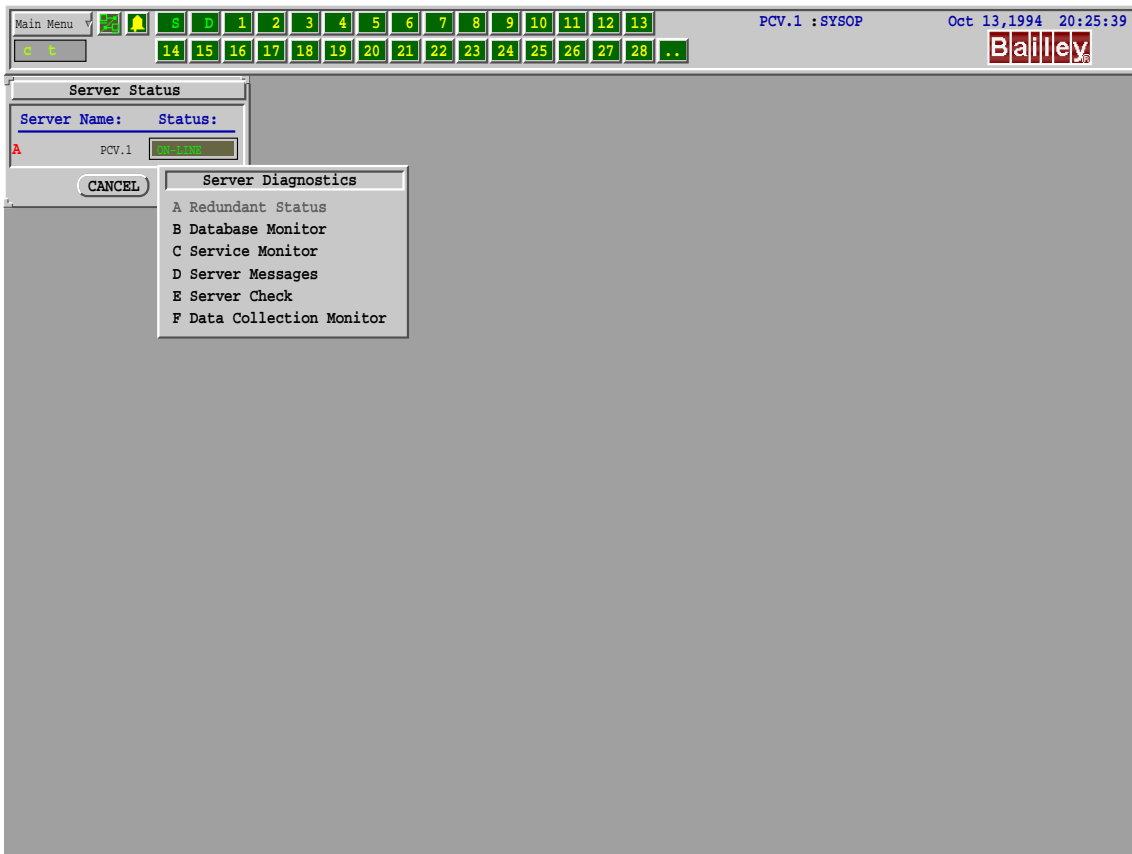 Main Menu S D 1 2 3 4 5 6 7 8 9 10 11 12 13 PCV.1 :SYSOP Oct 13,1994 20:25:39
c t 14 15 16 17 18 19 20 21 22 23 24 25 26 27 28 .. Bailey®
Server Status
Server Name: Status:
A PCV.1 ON-LINE
CANCEL
Server Diagnostics
A Redundant Status
B Database Monitor
C Service Monitor
D Server Messages
E Server Check
F Data Collection Monitor